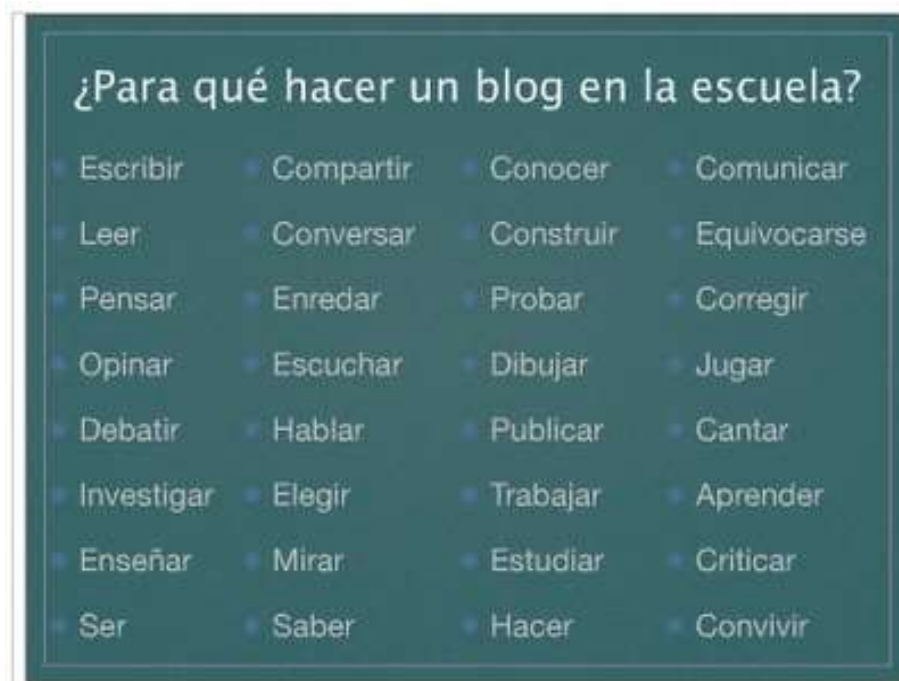 ¿Para qué hacer un blog en la escuela?
Escribir Compartir Conocer Comunicar
Leer Conversar Construir Equivocarse
Pensar Enredar Probar Corregir
Opinar Escuchar Dibujar Jugar
Debatir Hablar Publicar Cantar
Investigar Elegir Trabajar Aprender
Enseñar Mirar Estudiar Criticar
Ser Saber Hacer Convivir